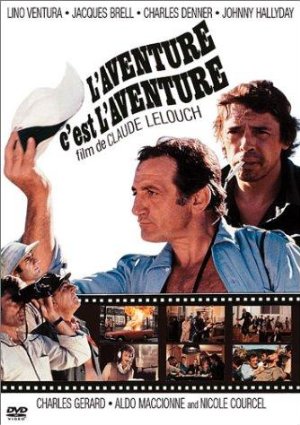 LINO VENTURA • JACQUES BRELL • CHARLES DENNER • JOHNNY HALLYDAY
L'AVENTURE
C'EST L'AVENTURE
film de CLAUDE LELOUCH
CHARLES GERARD • ALDO MACCIONNE and NICOLE COURCEL
DVD
VIDEO